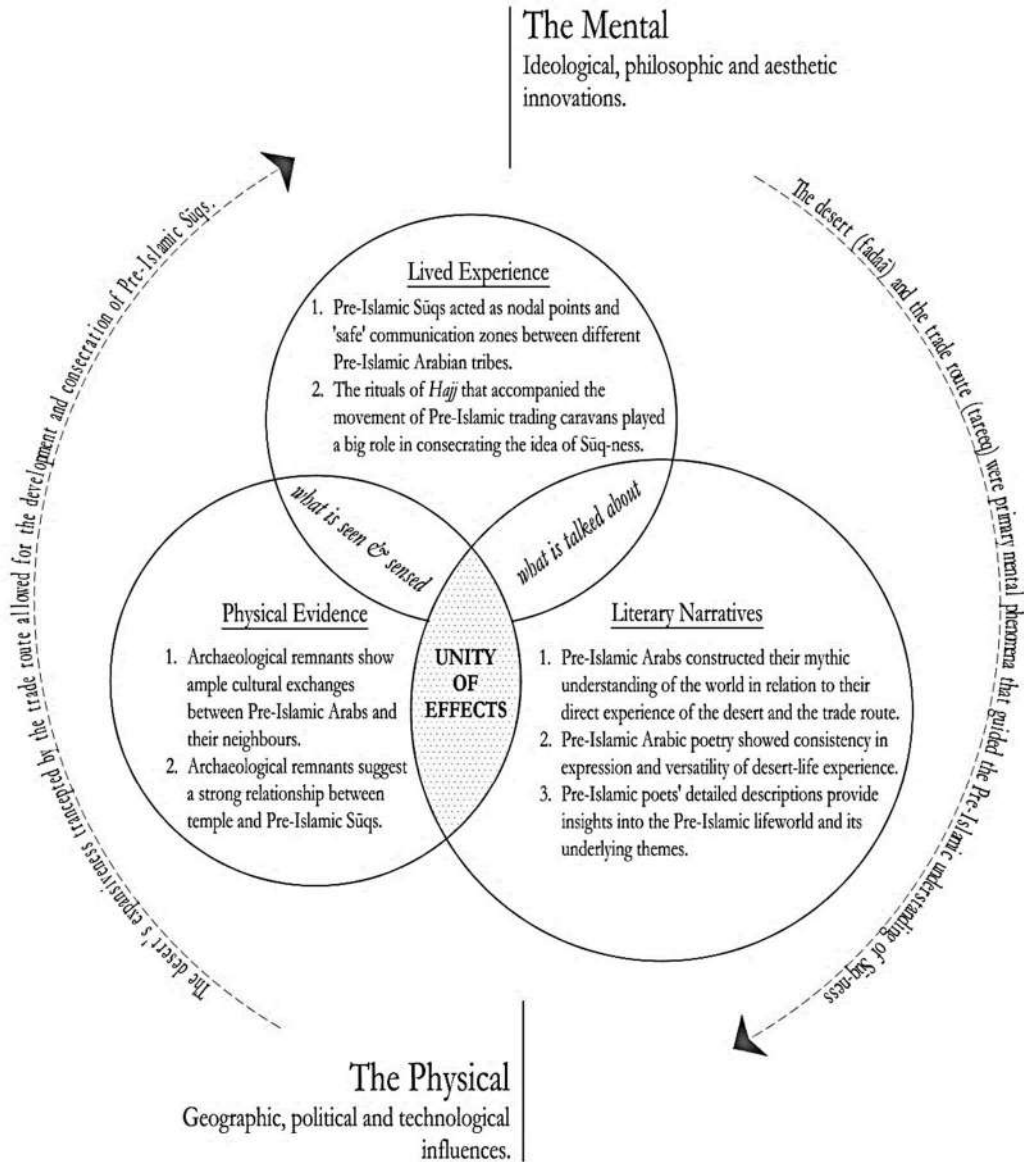 The Mental
Ideological, philosophic and aesthetic
innovations.
The desert (fadhā) and the trade route (tareeq) were primary mental phenomena that guided the Pre-Islamic understanding of Sūq-ness
Lived Experience
1. Pre-Islamic Sūqs acted as nodal points and
'safe' communication zones between different
Pre-Islamic Arabian tribes.
2. The rituals of Hajj that accompanied the
movement of Pre-Islamic trading caravans played
a big role in consecrating the idea of Sūq-ness.
what is seen & sensed
what is talked about
Physical Evidence
1. Archaeological remnants show
ample cultural exchanges
between Pre-Islamic Arabs and
their neighbours.
2. Archaeological remnants suggest
a strong relationship between
temple and Pre-Islamic Sūqs.
UNITY
OF
EFFECTS
Literary Narratives
1. Pre-Islamic Arabs constructed their mythic
understanding of the world in relation to their
direct experience of the desert and the trade route.
2. Pre-Islamic Arabic poetry showed consistency in
expression and versatility of desert-life experience.
3. Pre-Islamic poets' detailed descriptions provide
insights into the Pre-Islamic lifeworld and its
underlying themes.
The desert's expansiveness (trancepted by the trade route allowed for the development and consecration of Pre-Islamic Sūqs.
The Physical
Geographic, political and technological
influences.